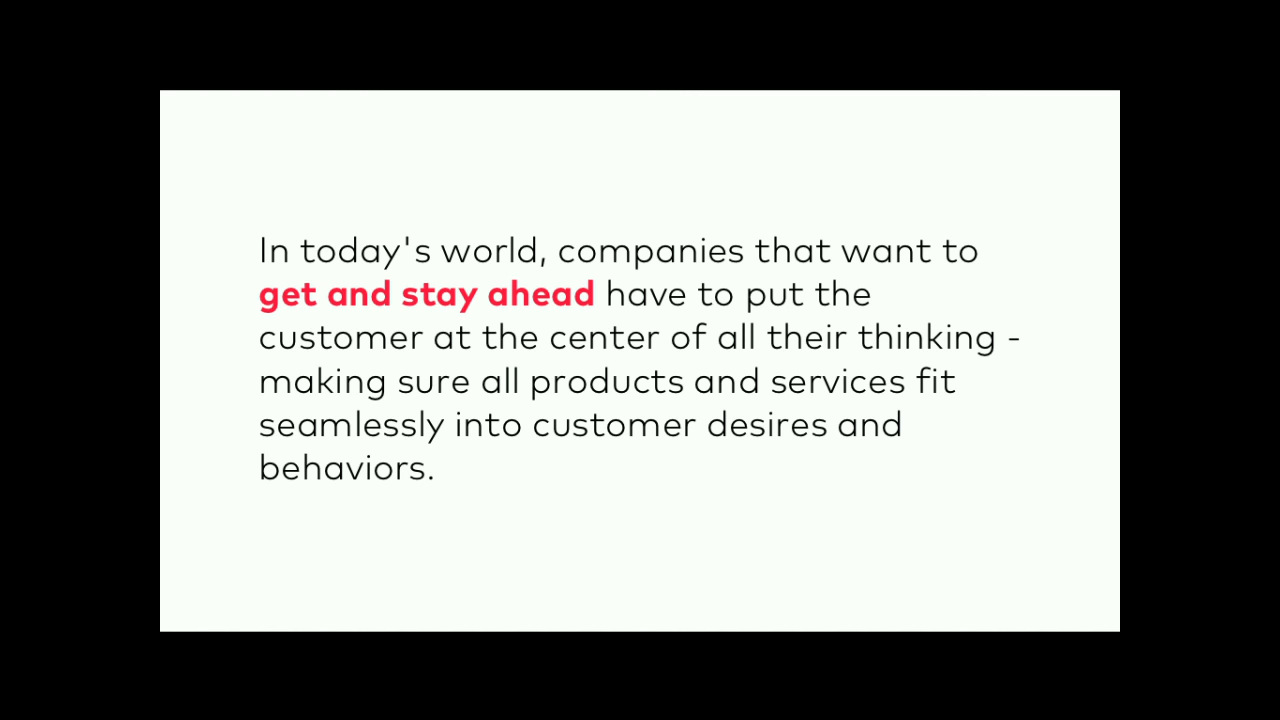 In today's world, companies that want to
get and stay ahead have to put the
customer at the center of all their thinking -
making sure all products and services fit
seamlessly into customer desires and
behaviors.